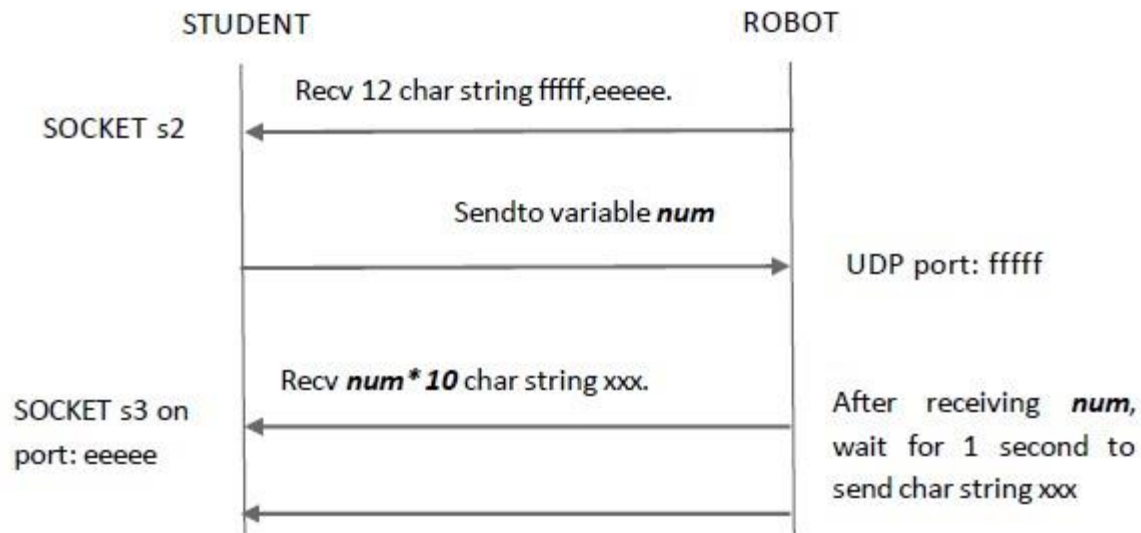 STUDENT ROBOT
Recv 12 char string fffff,eeeee.
SOCKET s2
Sendto variable num
UDP port: fffff
Recv num* 10 char string xxx.
SOCKET s3 on
port: eeeee
After receiving num,
wait for 1 second to
send char string xxx